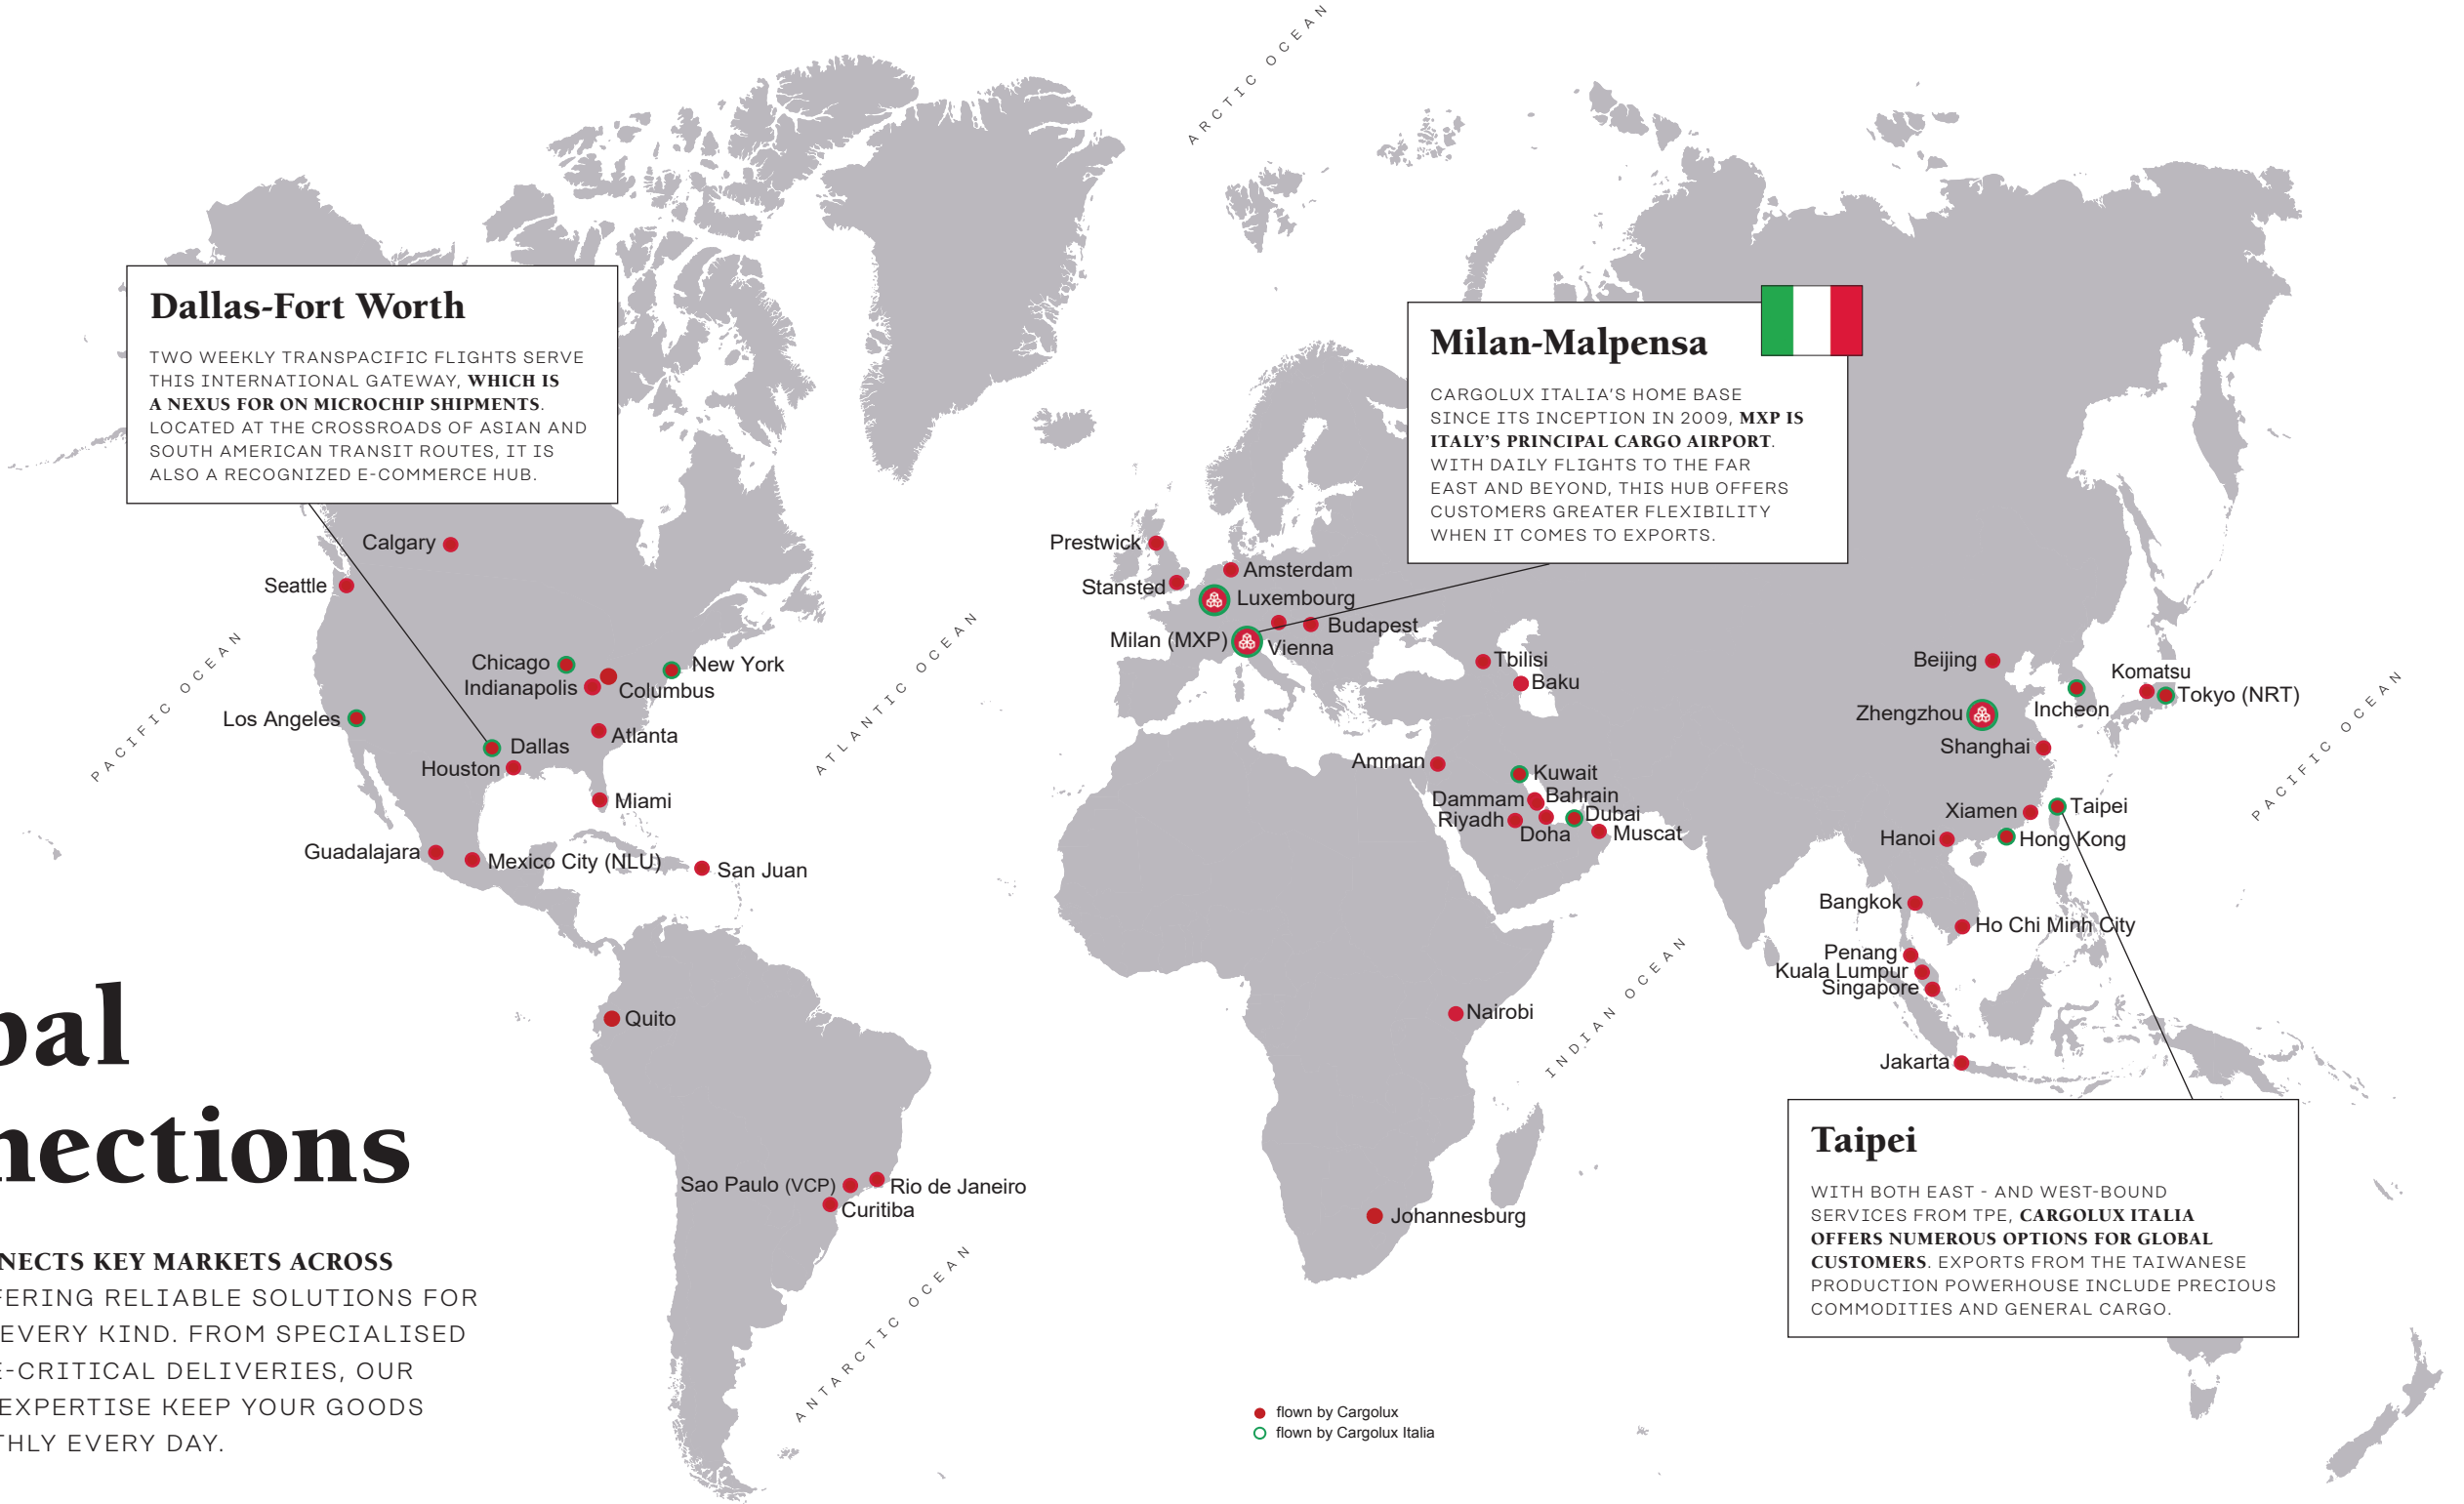 ARCTIC OCEAN
Dallas-Fort Worth
TWO WEEKLY TRANSPACIFIC FLIGHTS SERVE
THIS INTERNATIONAL GATEWAY, WHICH IS
A NEXUS FOR ON MICROCHIP SHIPMENTS.
LOCATED AT THE CROSSROADS OF ASIAN AND
SOUTH AMERICAN TRANSIT ROUTES, IT IS
ALSO A RECOGNIZED E-COMMERCE HUB.
Milan-Malpensa
CARGOLUX ITALIA'S HOME BASE
SINCE ITS INCEPTION IN 2009, MXP IS
ITALY'S PRINCIPAL CARGO AIRPORT.
WITH DAILY FLIGHTS TO THE FAR
EAST AND BEYOND, THIS HUB OFFERS
CUSTOMERS GREATER FLEXIBILITY
WHEN IT COMES TO EXPORTS.
Calgary
Seattle
Chicago
Indianapolis
Columbus
New York
Los Angeles
Dallas
Atlanta
Houston
Miami
Guadalajara
Mexico City (NLU)
San Juan
PACIFIC OCEAN
ATLANTIC OCEAN
Prestwick
Stansted
Amsterdam
Luxembourg
Milan (MXP)
Vienna
Budapest
Tbilisi
Baku
Amman
Kuwait
Dammam
Bahrain
Riyadh
Doha
Dubai
Muscat
Beijing
Komatsu
Zhengzhou
Incheon
Tokyo (NRT)
Shanghai
Xiamen
Taipei
Hanoi
Hong Kong
Bangkok
Ho Chi Minh City
Penang
Kuala Lumpur
Singapore
Jakarta
PACIFIC OCEAN
INDIAN OCEAN
Quito
Nairobi
Sao Paulo (VCP)
Rio de Janeiro
Curitiba
Johannesburg
ANTARCTIC OCEAN
bal
nections
NECTS KEY MARKETS ACROSS
FERING RELIABLE SOLUTIONS FOR
EVERY KIND. FROM SPECIALISED
E-CRITICAL DELIVERIES, OUR
EXPERTISE KEEP YOUR GOODS
THLY EVERY DAY.
Taipei
WITH BOTH EAST - AND WEST-BOUND
SERVICES FROM TPE, CARGOLUX ITALIA
OFFERS NUMEROUS OPTIONS FOR GLOBAL
CUSTOMERS. EXPORTS FROM THE TAIWANESE
PRODUCTION POWERHOUSE INCLUDE PRECIOUS
COMMODITIES AND GENERAL CARGO.
flown by Cargolux
flown by Cargolux Italia